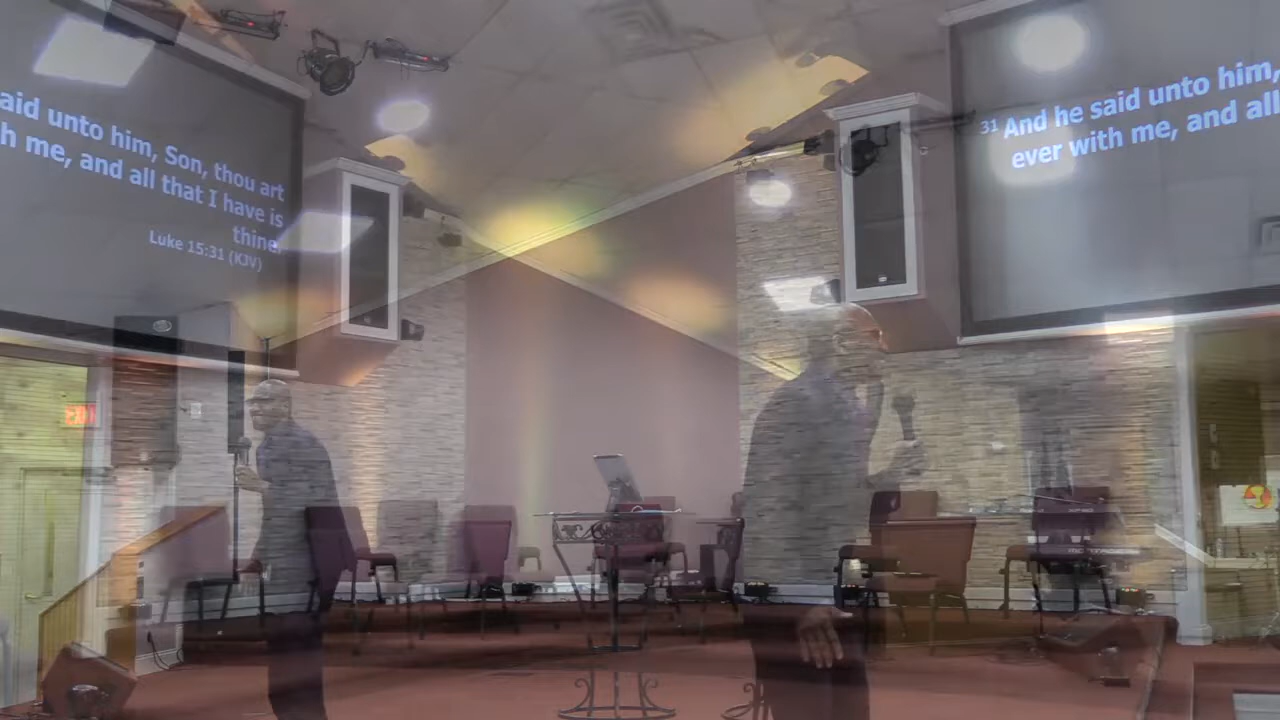 aid unto him, Son, thou art
h me, and all that I have is
thine.
Luke 15:31 (KJV)
31 And he said unto him,
ever with me, and all